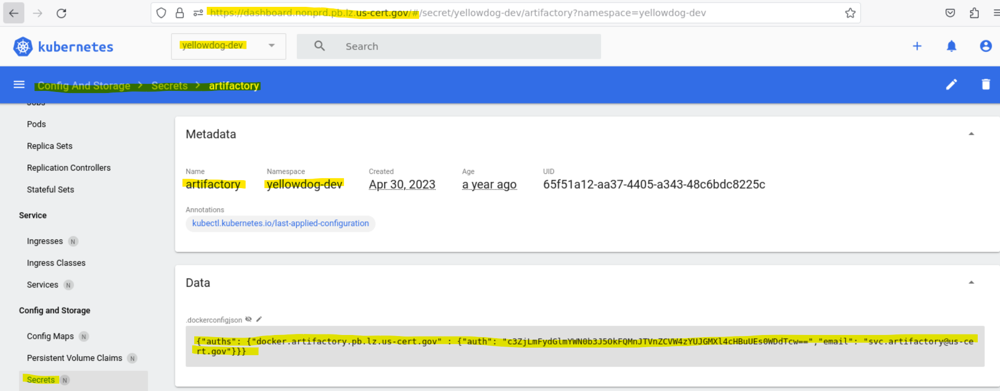 https://dashboard.nonprd.pb.lz.us-cert.gov/#/secret/yellowdog-dev/artifactory?namespace=yellowdog-dev
kubernetes
yellowdog-dev
Search
Config And Storage > Secrets > artifactory
Jobs
Pods
Replica Sets
Replication Controllers
Stateful Sets
Service
Ingresses N
Ingress Classes
Services N
Config and Storage
Config Maps N
Persistent Volume Claims N
Secrets N
Metadata
Name Namespace Created Age UID
artifactory yellowdog-dev Apr 30, 2023 a year ago 65f51a12-aa37-4405-a343-48c6bdc8225c
Annotations
kubectl.kubernetes.io/last-applied-configuration
Data
.dockerconfigjson
{"auths": {"docker.artifactory.pb.lz.us-cert.gov" : {"auth": "c3ZjLmFydGlmYWN0b3J5OkFQMnJTVnZCVW4zYUJGMXl4cHBuUEs0WDdTcw==","email": "svc.artifactory@us-ce
rt.gov"}}}